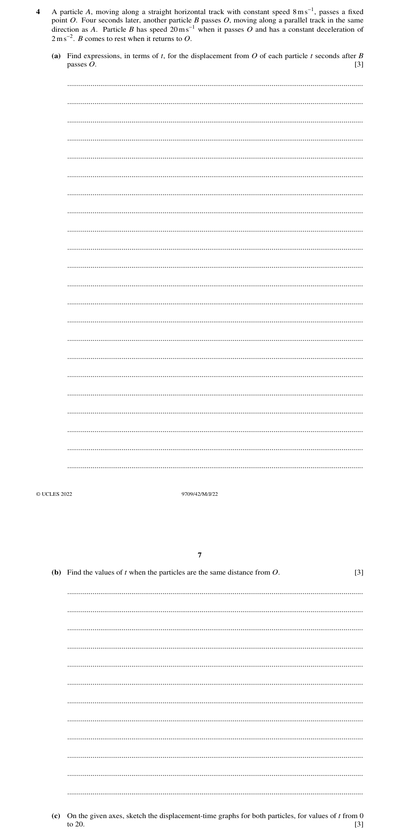 4 A particle A, moving along a straight horizontal track with constant speed 8 m s⁻¹, passes a fixed
point O. Four seconds later, another particle B passes O, moving along a parallel track in the same
direction as A. Particle B has speed 20 m s⁻¹ when it passes O and has a constant deceleration of
2 m s⁻². B comes to rest when it returns to O.
(a) Find expressions, in terms of t, for the displacement from O of each particle t seconds after B
passes O. [3]
© UCLES 2022 9709/42/M/J/22
7
(b) Find the values of t when the particles are the same distance from O. [3]
(c) On the given axes, sketch the displacement-time graphs for both particles, for values of t from 0
to 20. [3]